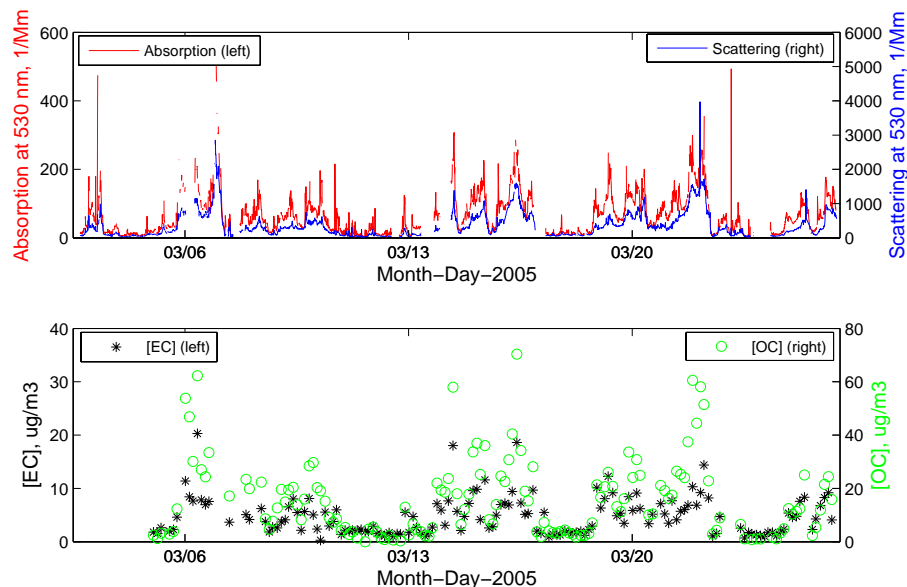 600
400
200
0
Absorption at 530 nm, 1/Mm
Absorption (left)
Scattering (right)
6000
5000
4000
3000
2000
1000
0
Scattering at 530 nm, 1/Mm
03/06
03/13
03/20
Month−Day−2005
40
30
20
10
0
[EC], ug/m3
[EC] (left)
[OC] (right)
80
60
40
20
0
[OC], ug/m3
03/06
03/13
03/20
Month−Day−2005